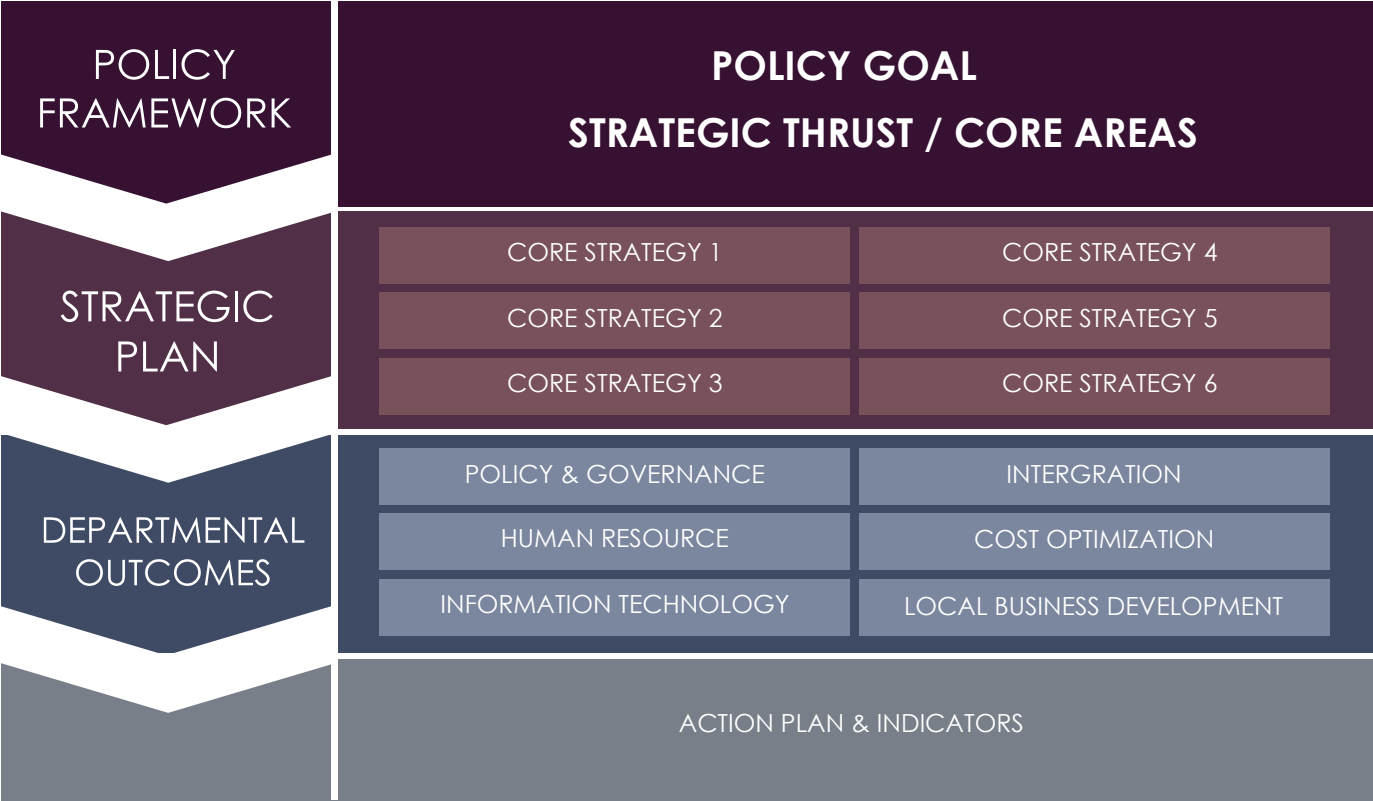 POLICY
FRAMEWORK
POLICY GOAL
STRATEGIC THRUST / CORE AREAS
STRATEGIC
PLAN
CORE STRATEGY 1
CORE STRATEGY 4
CORE STRATEGY 2
CORE STRATEGY 5
CORE STRATEGY 3
CORE STRATEGY 6
DEPARTMENTAL
OUTCOMES
POLICY & GOVERNANCE
INTERGRATION
HUMAN RESOURCE
COST OPTIMIZATION
INFORMATION TECHNOLOGY
LOCAL BUSINESS DEVELOPMENT
ACTION PLAN & INDICATORS